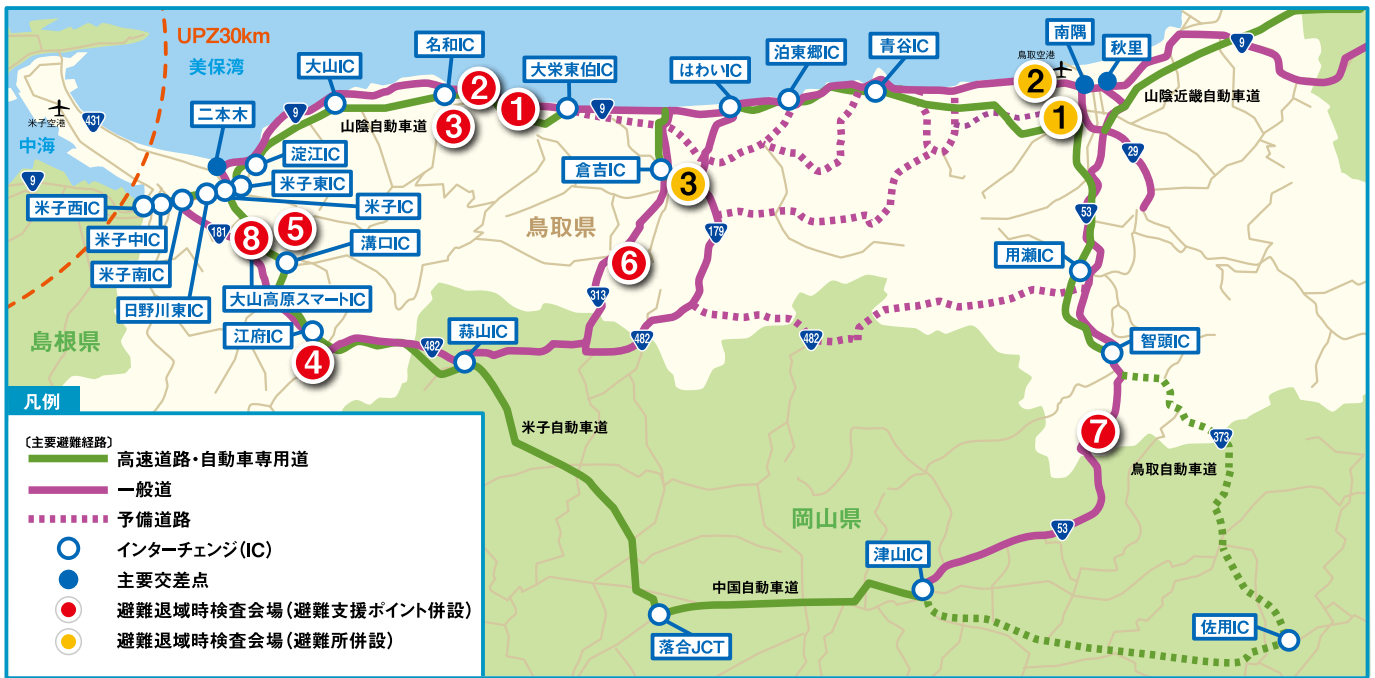 UPZ30km
美保湾
名和IC
大山IC
大栄東伯IC
はわいIC
泊東郷IC
青谷IC
鳥取空港
南隅
秋里
9
2
2
1
9
9
二本木
山陰自動車道
3
1
山陰近畿自動車道
米子空港
431
中海
淀江IC
倉吉IC
29
9
米子東IC
3
米子西IC
米子IC
53
米子中IC
181
8
5
溝口IC
鳥取県
179
用瀬IC
米子南IC
6
日野川東IC
大山高原スマートIC
313
島根県
江府IC
蒜山IC
482
482
482
智頭IC
4
凡例
〔主要避難経路〕
高速道路・自動車専用道
一般道
予備道路
インターチェンジ(IC)
主要交差点
避難退域時検査会場(避難支援ポイント併設)
避難退域時検査会場(避難所併設)
米子自動車道
7
373
鳥取自動車道
岡山県
53
津山IC
中国自動車道
落合JCT
佐用IC